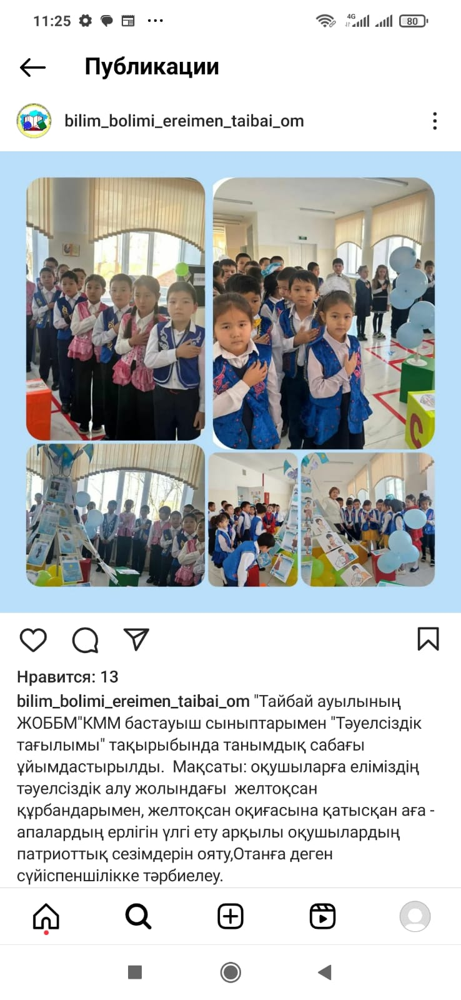 11:25
4G
80
Публикации
bilim_bolimi_ereimen_taibai_om
С
Нравится: 13
bilim_bolimi_ereimen_taibai_om "Тайбай ауылының
ЖОББМ"КММ бастауыш сыныптарымен "Тәуелсіздік
тағылымы" тақырыбында танымдық сабағы
ұйымдастырылды.  Мақсаты: оқушыларға еліміздің
тәуелсіздік алу жолындағы  желтоқсан
құрбандарымен, желтоқсан оқиғасына қатысқан аға -
апалардың ерлігін үлгі ету арқылы оқушылардың
патриоттық сезімдерін ояту,Отанға деген
сүйіспеншілікке тәрбиелеу.